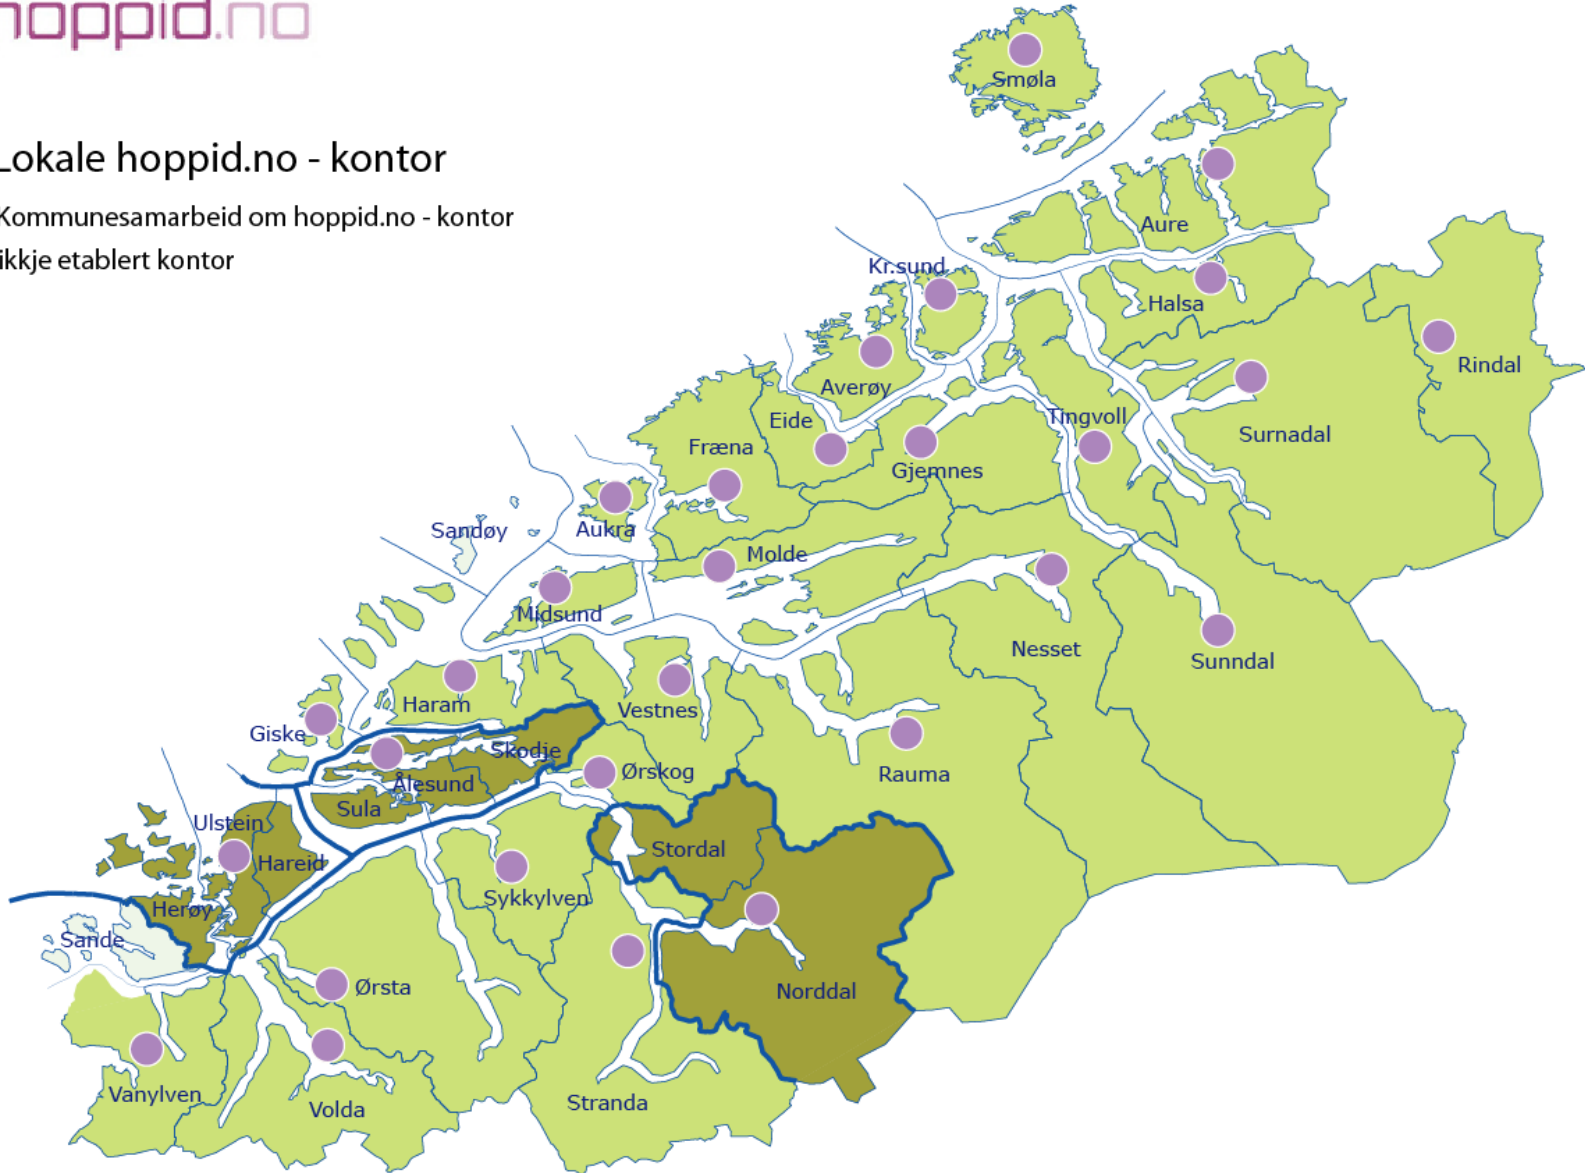 hoppid.no
Lokale hoppid.no - kontor
Kommunesamarbeid om hoppid.no - kontor
ikkje etablert kontor
Smøla
Aure
Kr.sund
Halsa
Rindal
Averøy
Tingvoll
Eide
Surnadal
Fræna
Gjemnes
Sandøy
Aukra
Molde
Midsund
Nesset
Sunndal
Haram
Vestnes
Giske
Skodje
Ørskog
Rauma
Ålesund
Sula
Ulstein
Stordal
Hareid
Sykkylven
Herøy
Sande
Ørsta
Norddal
Vanylven
Stranda
Volda